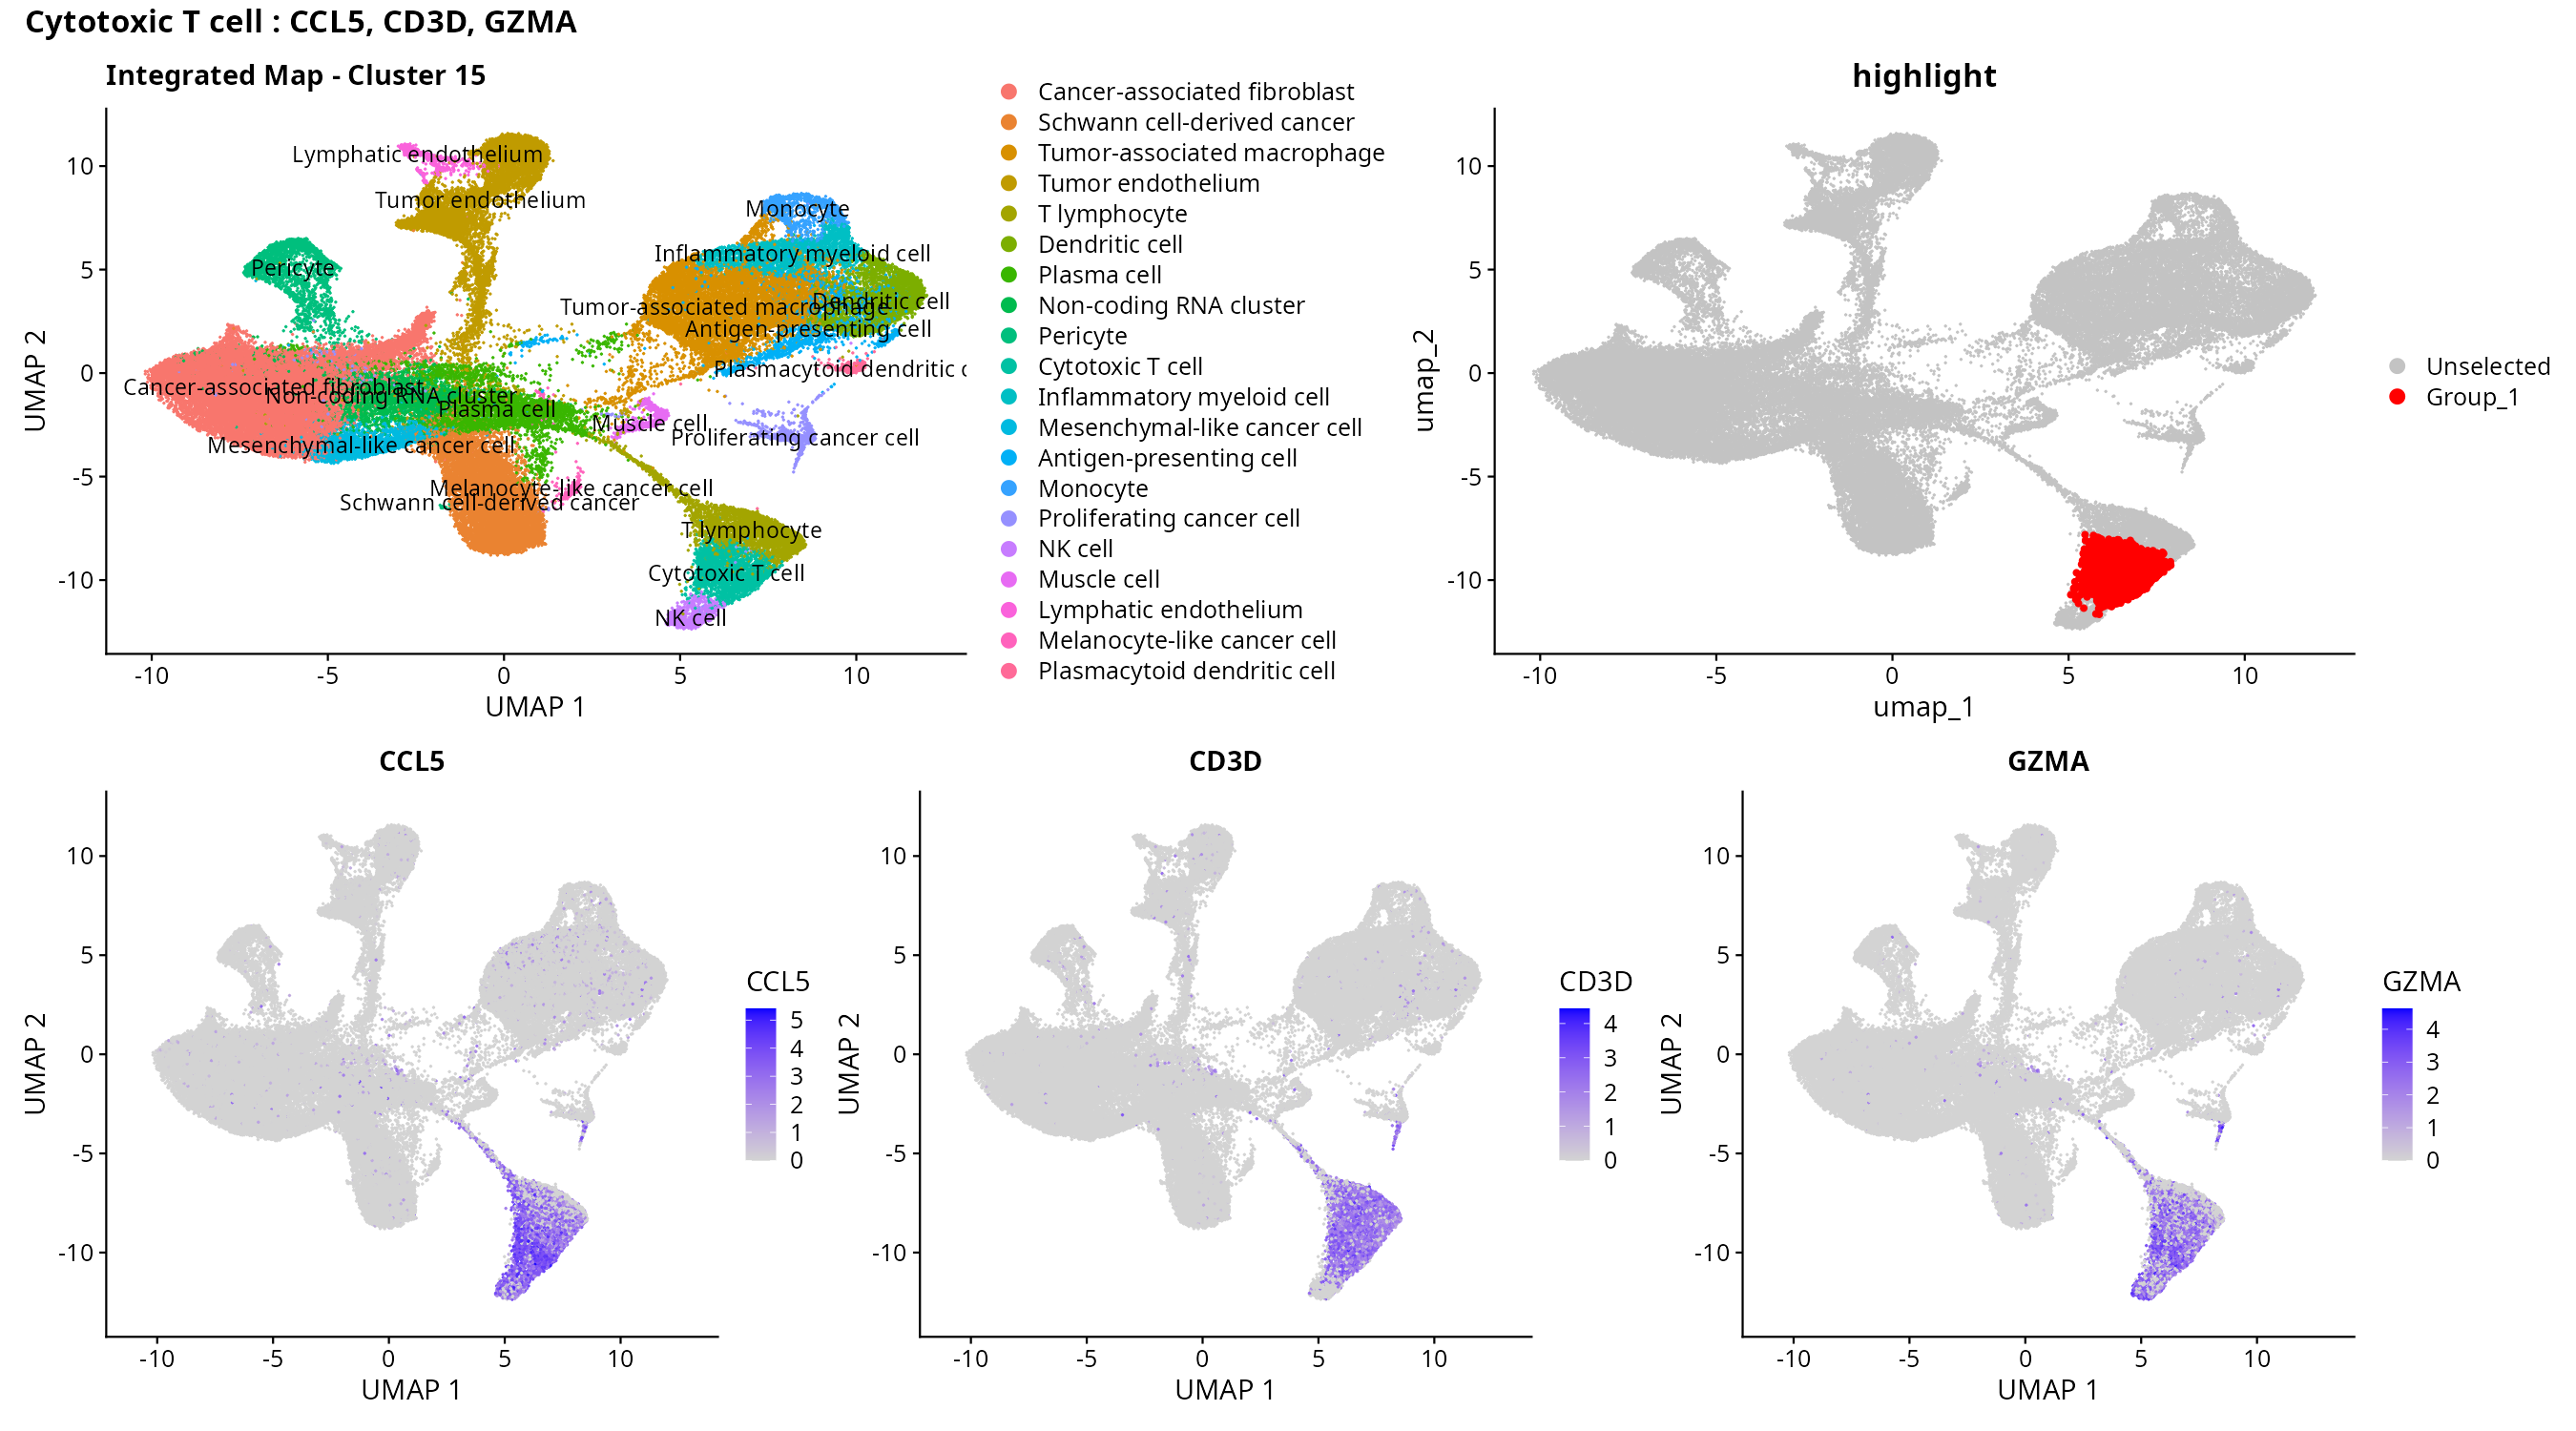 Cytotoxic T cell : CCL5, CD3D, GZMA
Integrated Map - Cluster 15
Lymphatic endothelium
Tumor endothelium
Monocyte
Pericyte
Inflammatory myeloid cell
Dendritic cell
Tumor-associated macrophage
Antigen-presenting cell
Plasmacytoid dendritic c
Cancer-associated fibroblast
Non-coding RNA cluster
Plasma cell
Muscle cell
Proliferating cancer cell
Mesenchymal-like cancer cell
Melanocyte-like cancer cell
Schwann cell-derived cancer
T lymphocyte
Cytotoxic T cell
NK cell
10
5
0
-5
-10
UMAP 2
-10 -5 0 5 10
UMAP 1
Cancer-associated fibroblast
Schwann cell-derived cancer
Tumor-associated macrophage
Tumor endothelium
T lymphocyte
Dendritic cell
Plasma cell
Non-coding RNA cluster
Pericyte
Cytotoxic T cell
Inflammatory myeloid cell
Mesenchymal-like cancer cell
Antigen-presenting cell
Monocyte
Proliferating cancer cell
NK cell
Muscle cell
Lymphatic endothelium
Melanocyte-like cancer cell
Plasmacytoid dendritic cell
highlight
10
5
0
-5
-10
umap_2
-10 -5 0 5 10
umap_1
Unselected
Group_1
CCL5
10
5
0
-5
-10
UMAP 2
-10 -5 0 5 10
UMAP 1
CCL5
5
4
3
2
1
0
CD3D
10
5
0
-5
-10
UMAP 2
-10 -5 0 5 10
UMAP 1
CD3D
4
3
2
1
0
GZMA
10
5
0
-5
-10
UMAP 2
-10 -5 0 5 10
UMAP 1
GZMA
4
3
2
1
0